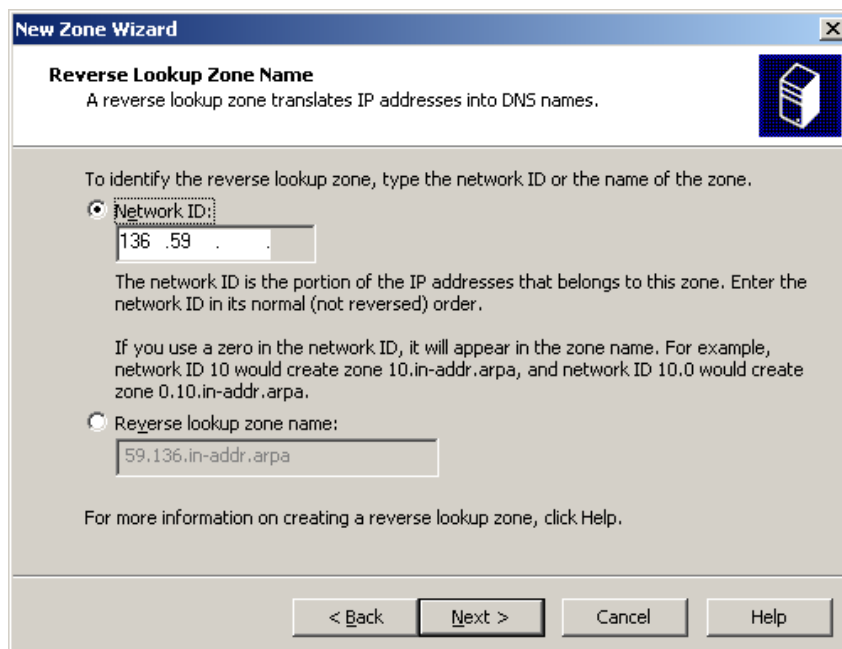 New Zone Wizard
Reverse Lookup Zone Name
A reverse lookup zone translates IP addresses into DNS names.
To identify the reverse lookup zone, type the network ID or the name of the zone.
Network ID:
136 .59 . .
The network ID is the portion of the IP addresses that belongs to this zone. Enter the
network ID in its normal (not reversed) order.
If you use a zero in the network ID, it will appear in the zone name. For example,
network ID 10 would create zone 10.in-addr.arpa, and network ID 10.0 would create
zone 0.10.in-addr.arpa.
Reverse lookup zone name:
59.136.in-addr.arpa
For more information on creating a reverse lookup zone, click Help.
< Back Next > Cancel Help